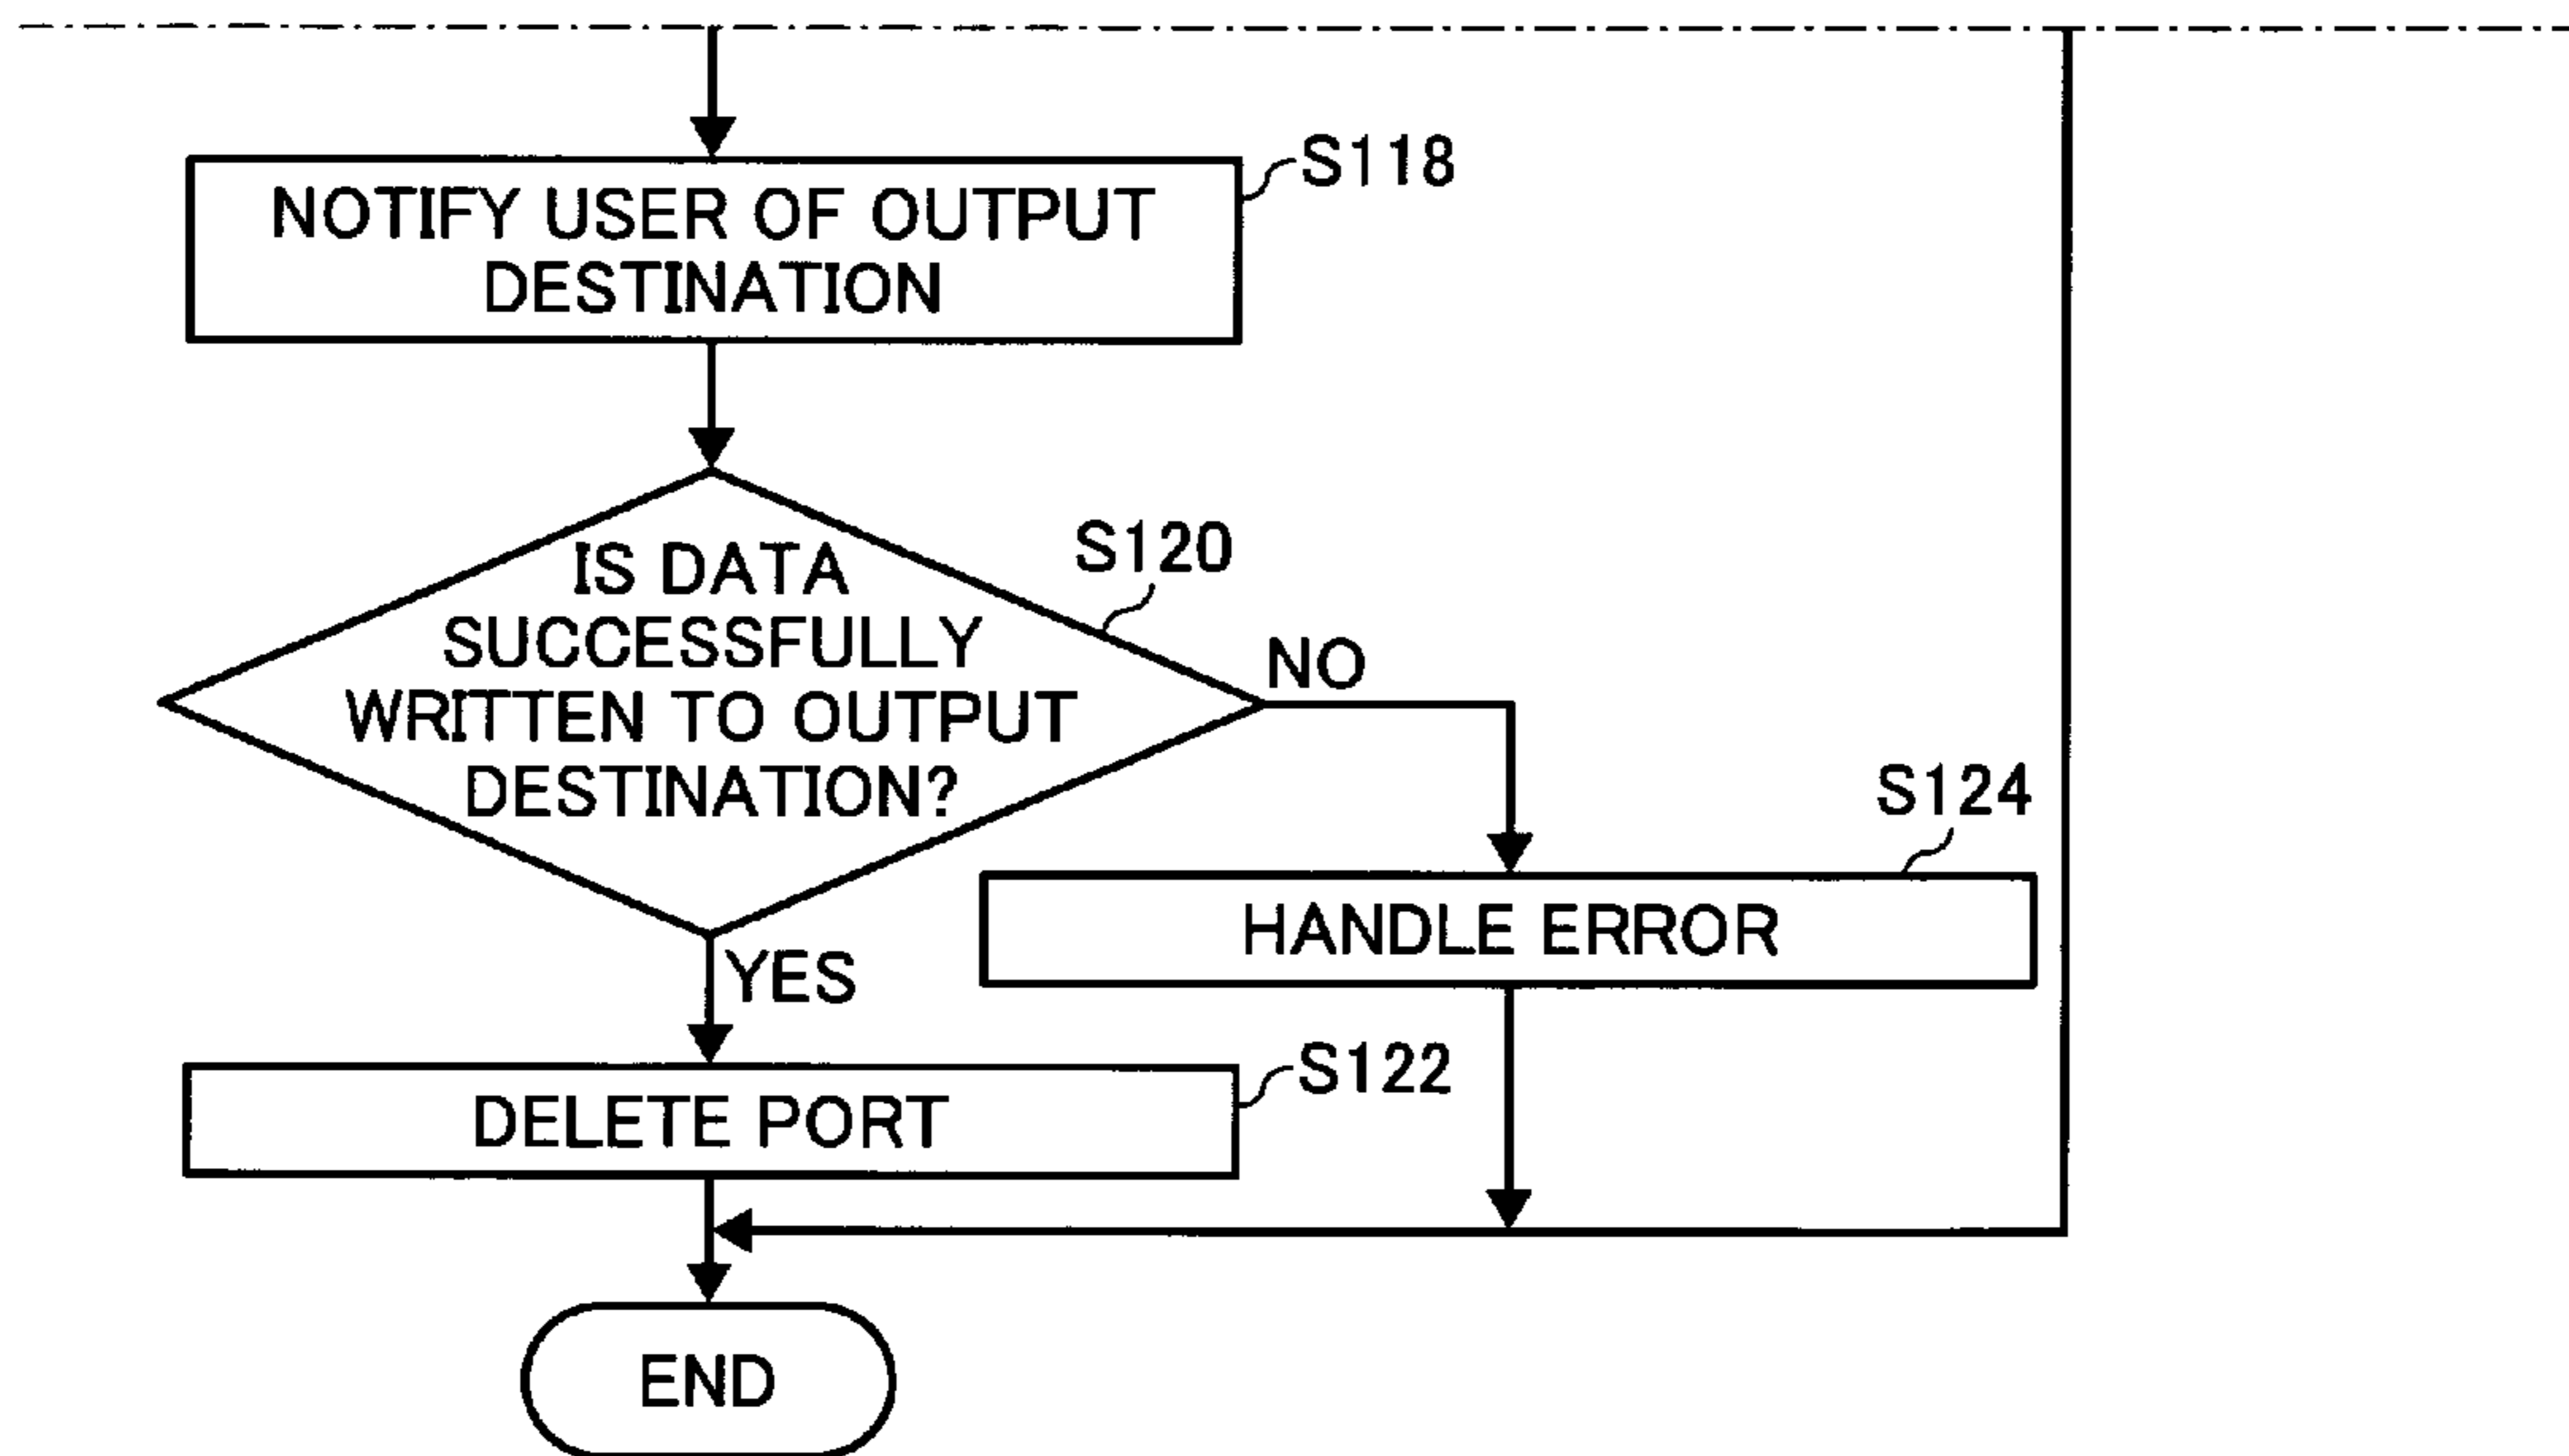 S118
NOTIFY USER OF OUTPUT
DESTINATION
S120
IS DATA
SUCCESSFULLY
WRITTEN TO OUTPUT
DESTINATION?
NO
S124
HANDLE ERROR
YES
S122
DELETE PORT
END